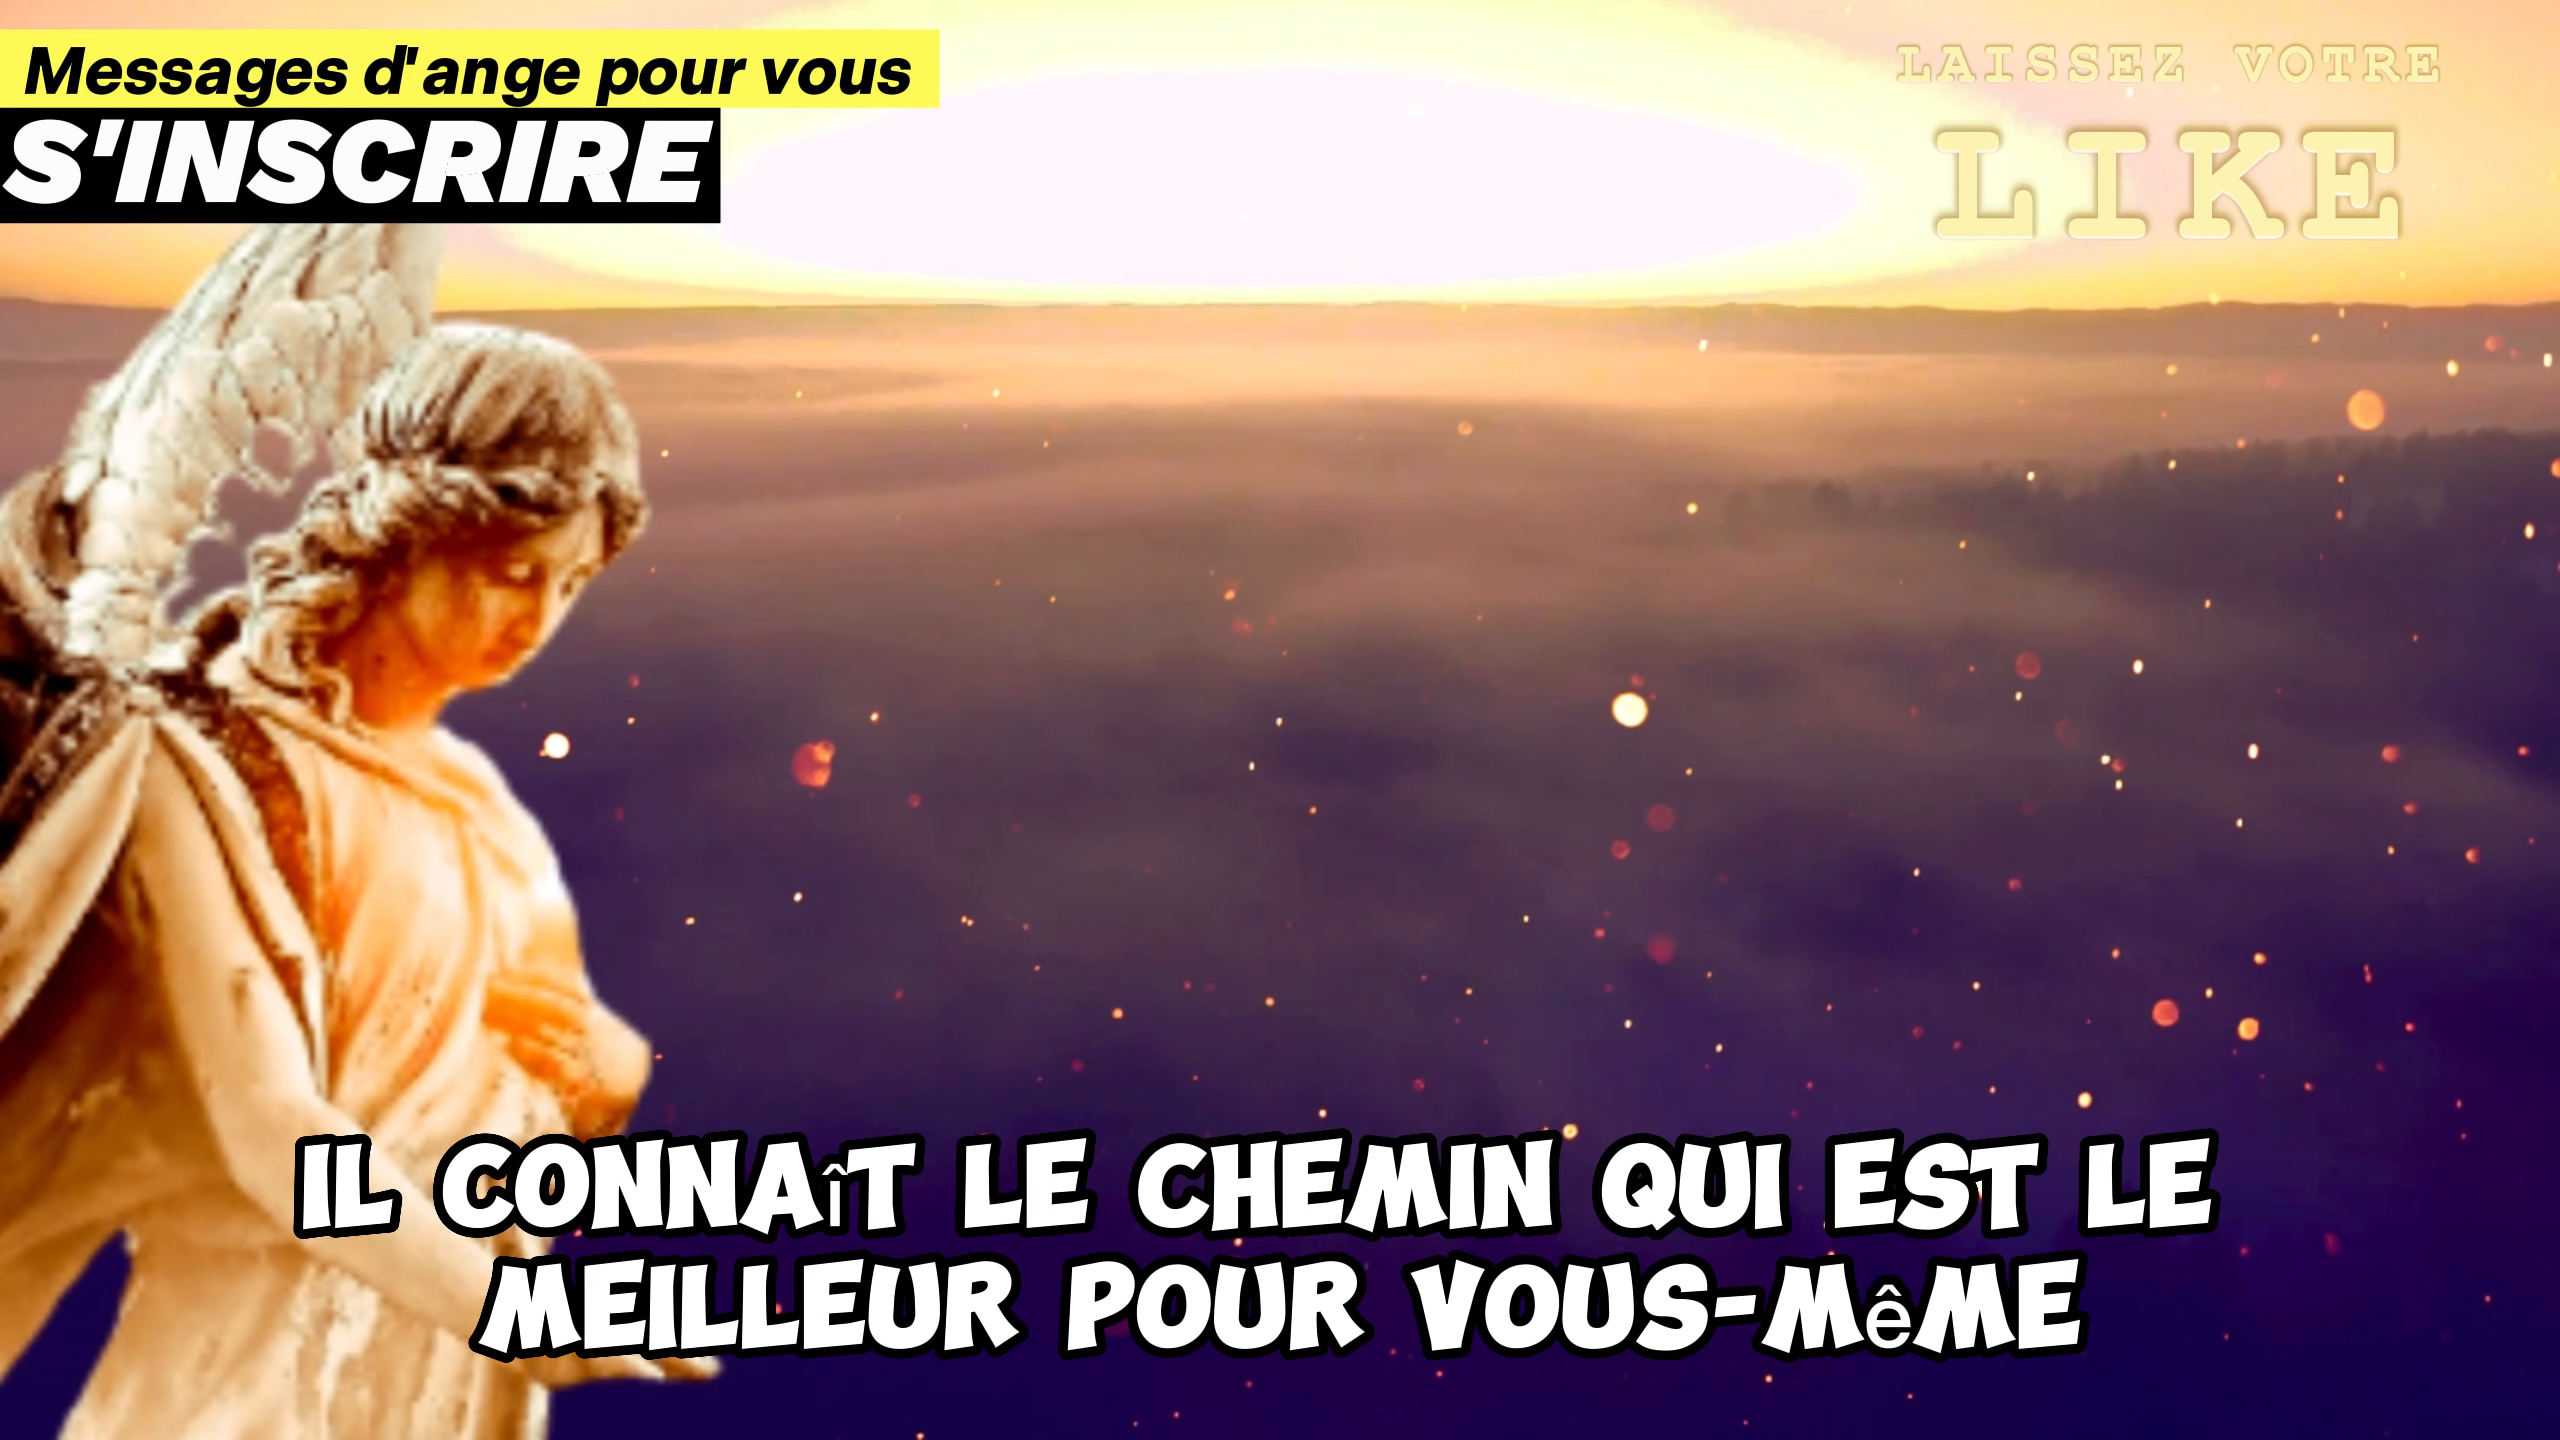 Messages d'ange pour vous
S'INSCRIRE
LAISSEZ VOTRE
LIKE
IL CONNAîT LE CHEMIN QUI EST LE
MEILLEUR POUR VOUS-MêME